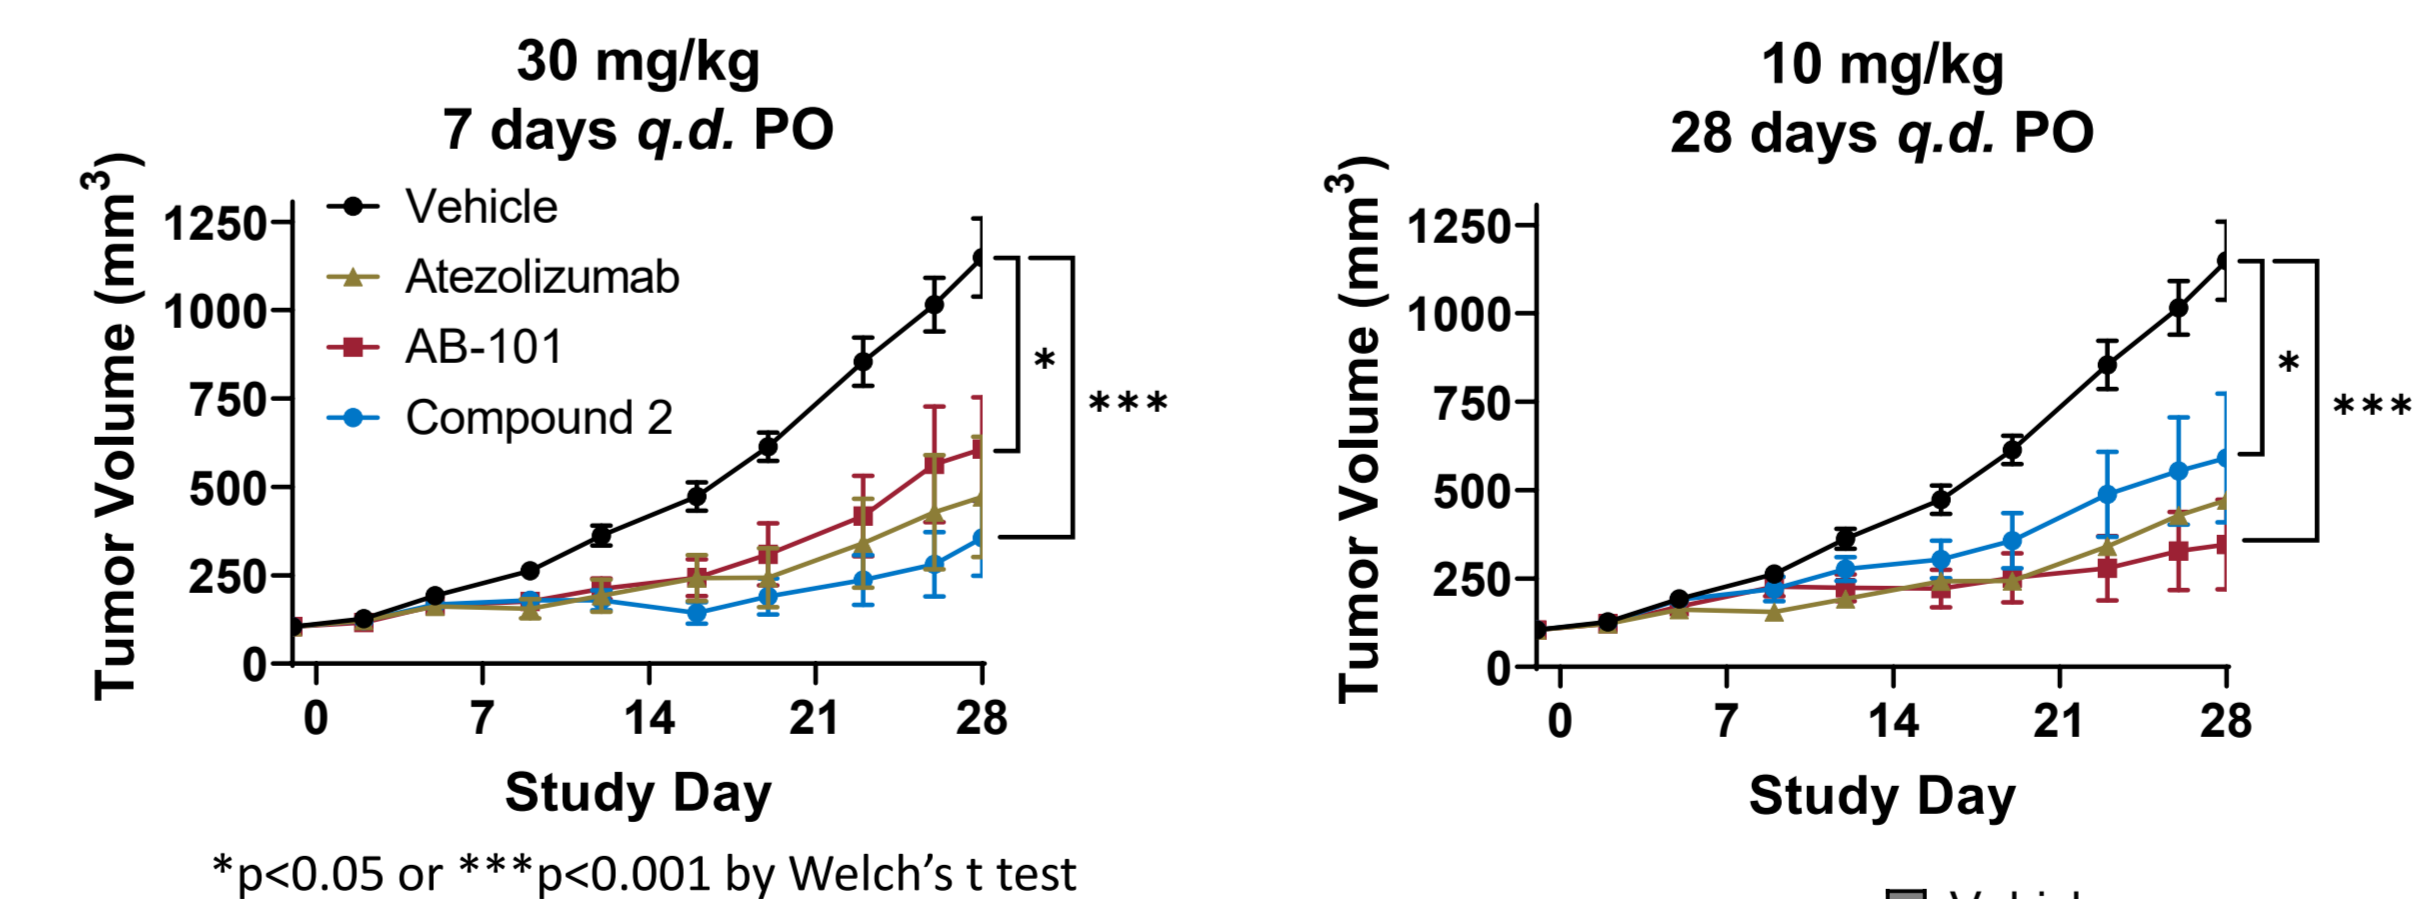 30 mg/kg
7 days q.d. PO
Tumor Volume (mm³)
1250
1000
750
500
250
0
Vehicle
Atezolizumab
AB-101
Compound 2
*
***
0 7 14 21 28
Study Day
*p<0.05 or ***p<0.001 by Welch’s t test
10 mg/kg
28 days q.d. PO
Tumor Volume (mm³)
1250
1000
750
500
250
0
*
***
0 7 14 21 28
Study Day